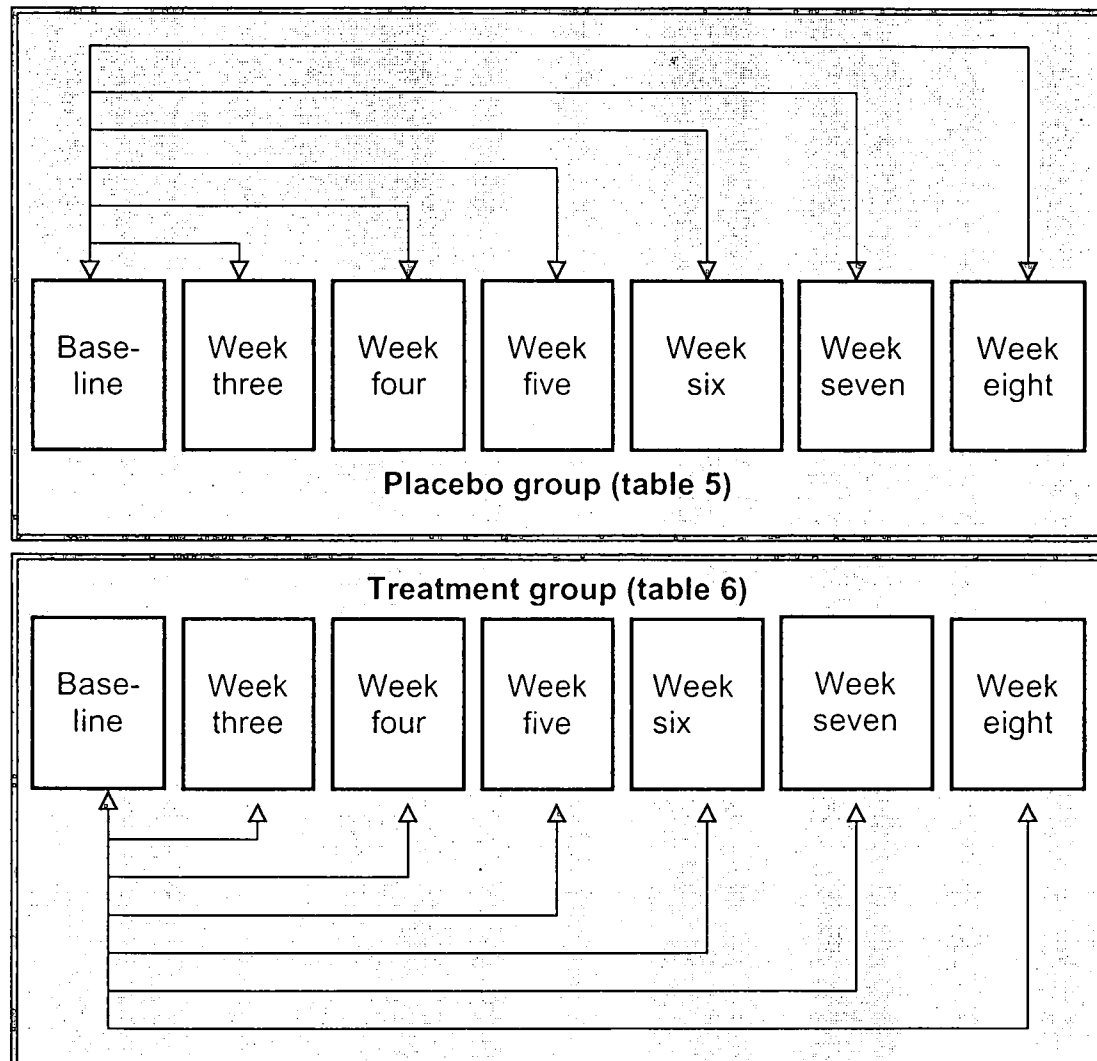 Base-
line
Week
three
Week
four
Week
five
Week
six
Week
seven
Week
eight
Placebo group (table 5)
Treatment group (table 6)
Base-
line
Week
three
Week
four
Week
five
Week
six
Week
seven
Week
eight